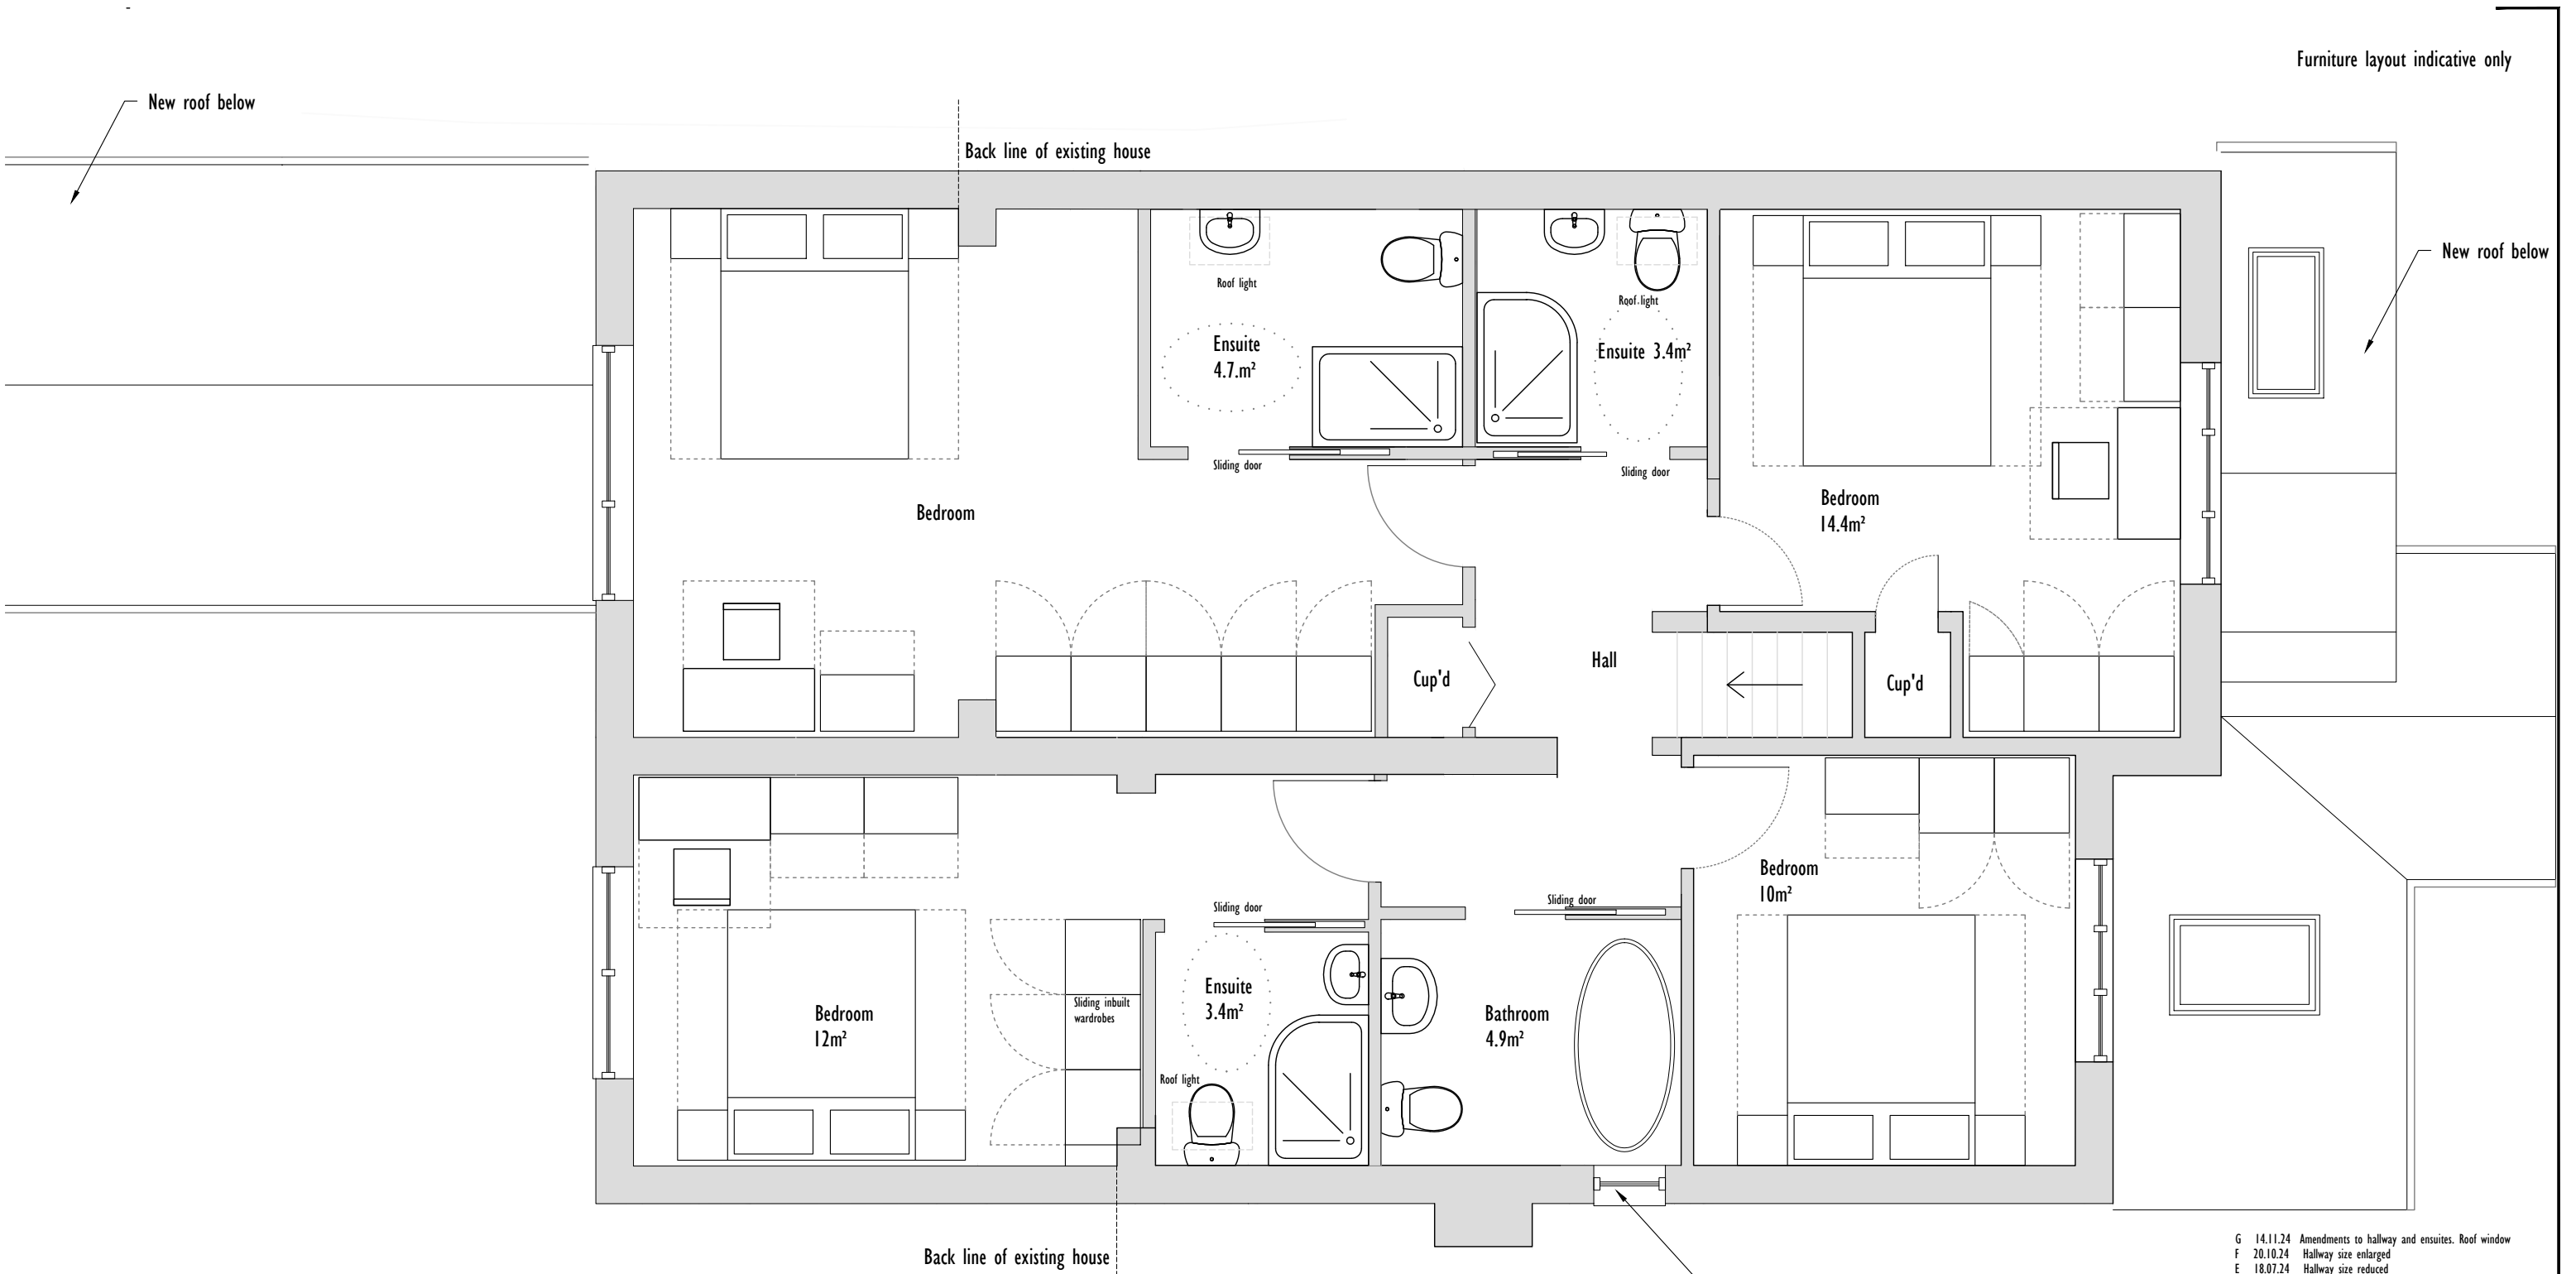 Furniture layout indicative only
New roof below
Back line of existing house
New roof below
Roof light
Roof light
Ensuite
4.7.m²
Ensuite 3.4m²
Sliding door
Sliding door
Bedroom
Bedroom
14.4m²
Hall
Cup'd
Cup'd
Bedroom
10m²
Sliding door
Sliding door
Ensuite
3.4m²
Sliding inbuilt
wardrobes
Bedroom
12m²
Bathroom
4.9m²
Roof light
Back line of existing house
G 14.11.24 Amendments to hallway and ensuites. Roof window
F 20.10.24 Hallway size enlarged
E 18.07.24 Hallway size reduced